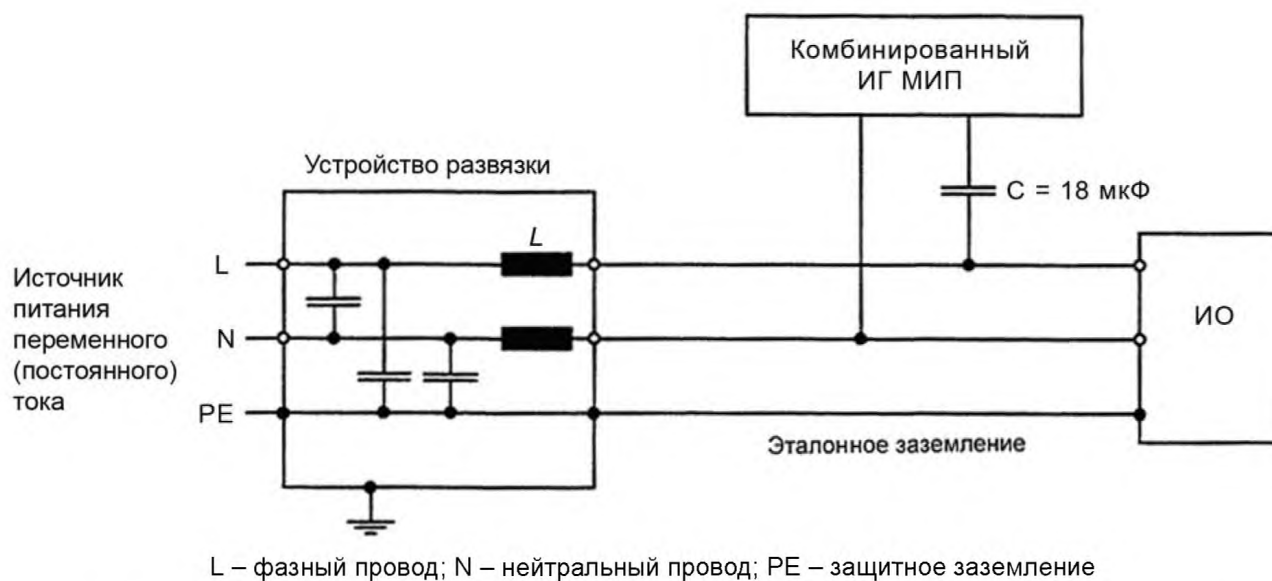 Комбинированный
ИГ МИП
Устройство развязки
C = 18 мкФ
L
Источник
питания
переменного
(постоянного)
тока
L
N
PE
ИО
Эталонное заземление
L – фазный провод; N – нейтральный провод; PE – защитное заземление